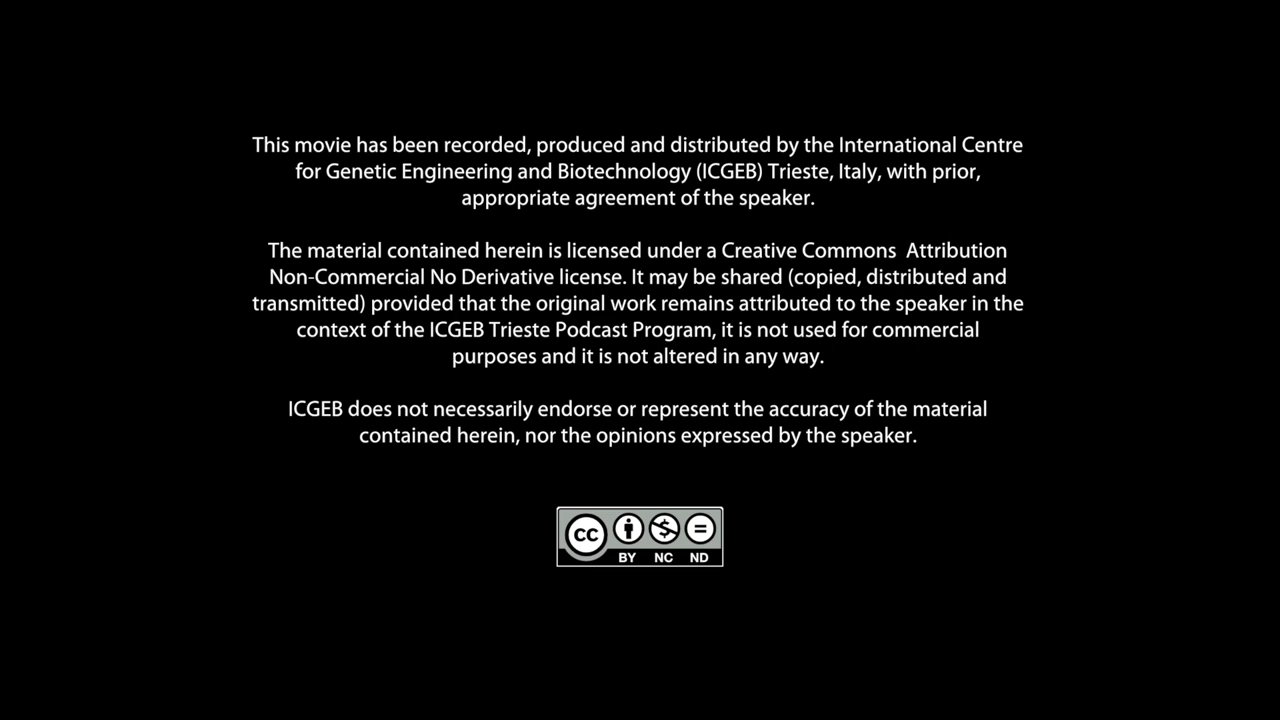 This movie has been recorded, produced and distributed by the International Centre
for Genetic Engineering and Biotechnology (ICGEB) Trieste, Italy, with prior,
appropriate agreement of the speaker.
The material contained herein is licensed under a Creative Commons  Attribution
Non-Commercial No Derivative license. It may be shared (copied, distributed and
transmitted) provided that the original work remains attributed to the speaker in the
context of the ICGEB Trieste Podcast Program, it is not used for commercial
purposes and it is not altered in any way.
ICGEB does not necessarily endorse or represent the accuracy of the material
contained herein, nor the opinions expressed by the speaker.
cc $ =
BY NC ND